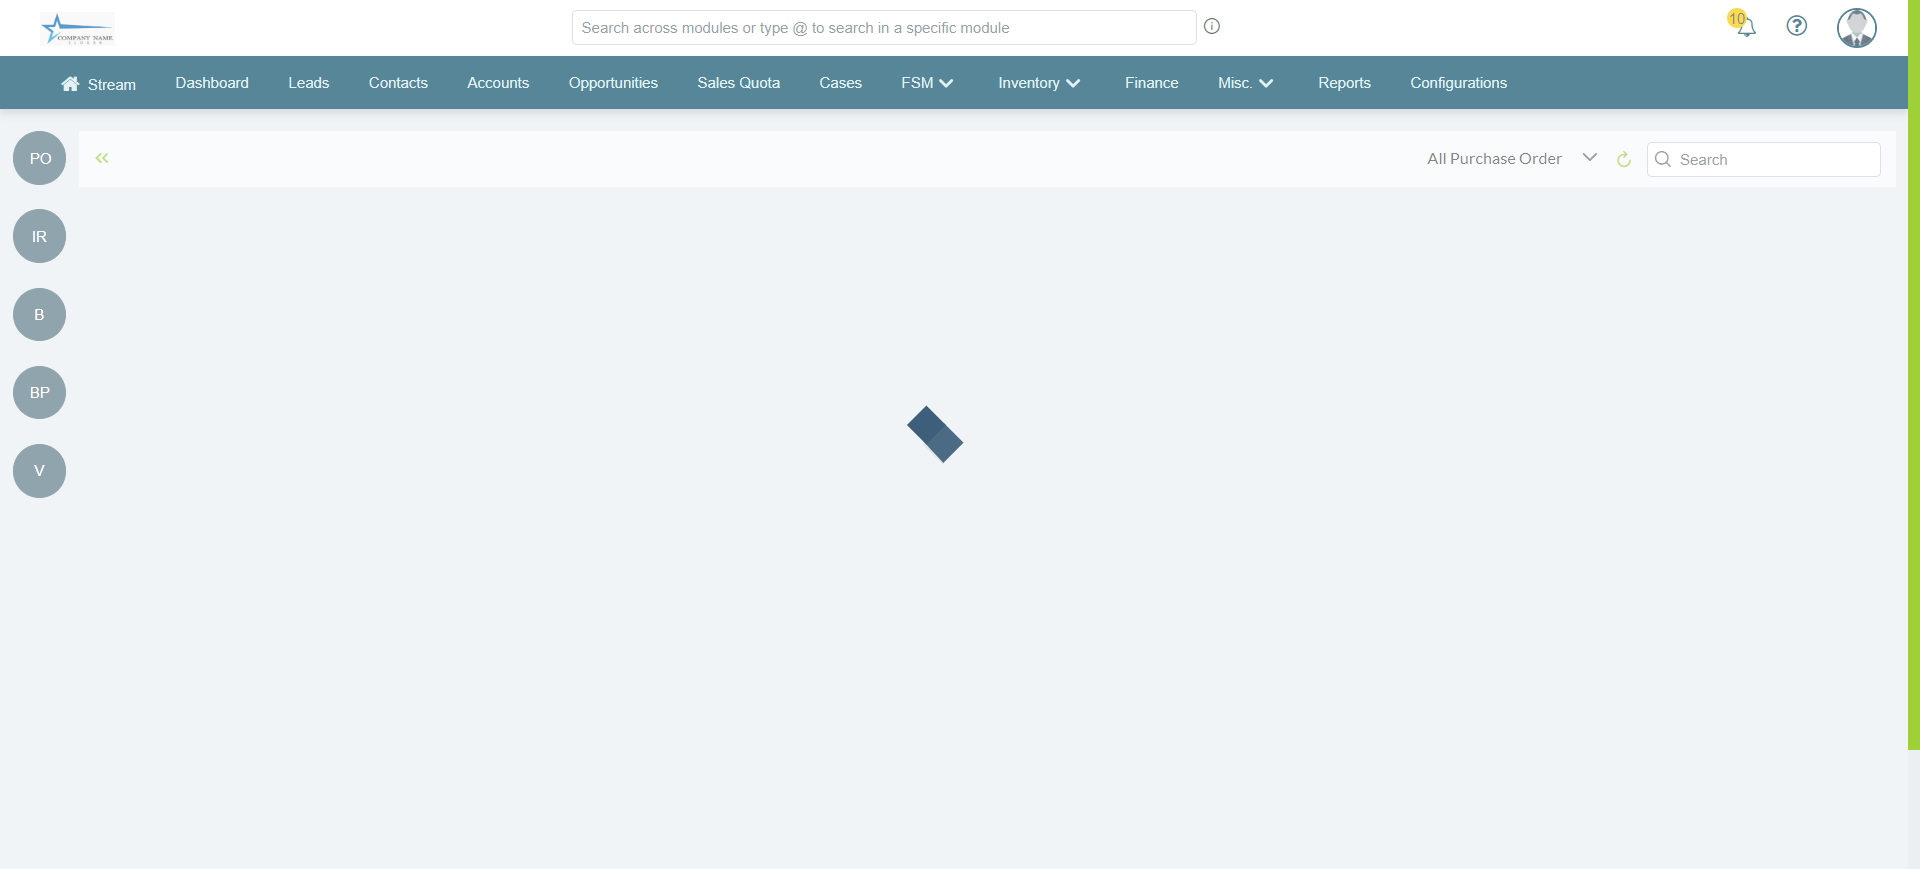 COMPANY NAME
Search across modules or type @ to search in a specific module
10
Stream
Dashboard
Leads
Contacts
Accounts
Opportunities
Sales Quota
Cases
FSM
Inventory
Finance
Misc.
Reports
Configurations
PO
All Purchase Order
Search
IR
B
BP
V